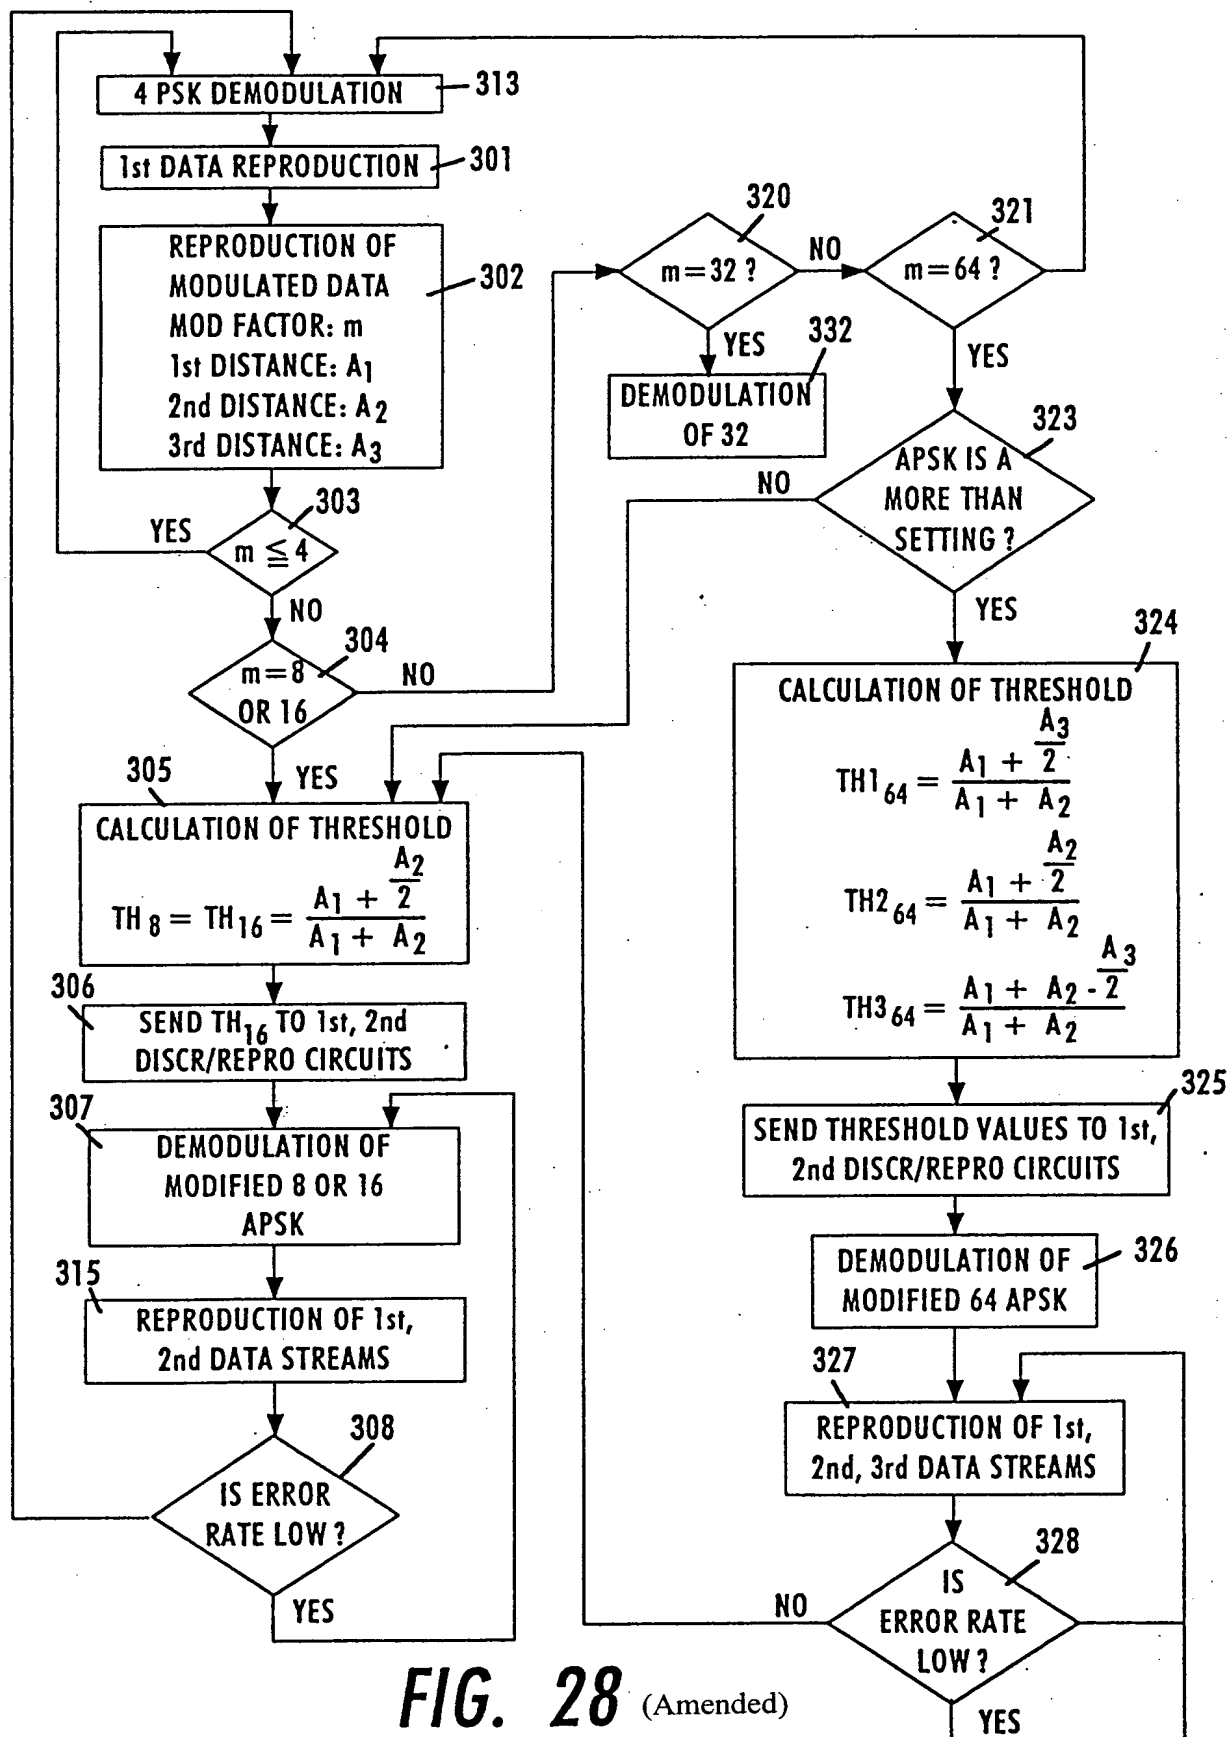 4 PSK DEMODULATION
313
1st DATA REPRODUCTION
301
REPRODUCTION OF
MODULATED DATA
MOD FACTOR: m
1st DISTANCE: A1
2nd DISTANCE: A2
3rd DISTANCE: A3
302
303
YES
m ≦ 4
NO
304
m=8
OR 16
NO
YES
305
CALCULATION OF THRESHOLD
TH8 = TH16 = (A1 + A2/2) / (A1 + A2)
306
SEND TH16 TO 1st, 2nd
DISCR/REPRO CIRCUITS
307
DEMODULATION OF
MODIFIED 8 OR 16
APSK
315
REPRODUCTION OF 1st,
2nd DATA STREAMS
308
IS ERROR
RATE LOW ?
YES
320
m=32 ?
NO
321
m=64 ?
YES
332
DEMODULATION
OF 32
YES
323
APSK IS A
MORE THAN
SETTING ?
NO
YES
324
CALCULATION OF THRESHOLD
TH1 64 = (A1 + A3/2) / (A1 + A2)
TH2 64 = (A1 + A2/2) / (A1 + A2)
TH3 64 = (A1 + A2 - A3/2) / (A1 + A2)
325
SEND THRESHOLD VALUES TO 1st,
2nd DISCR/REPRO CIRCUITS
326
DEMODULATION OF
MODIFIED 64 APSK
327
REPRODUCTION OF 1st,
2nd, 3rd DATA STREAMS
328
IS
ERROR RATE
LOW ?
NO
YES
FIG. 28 (Amended)